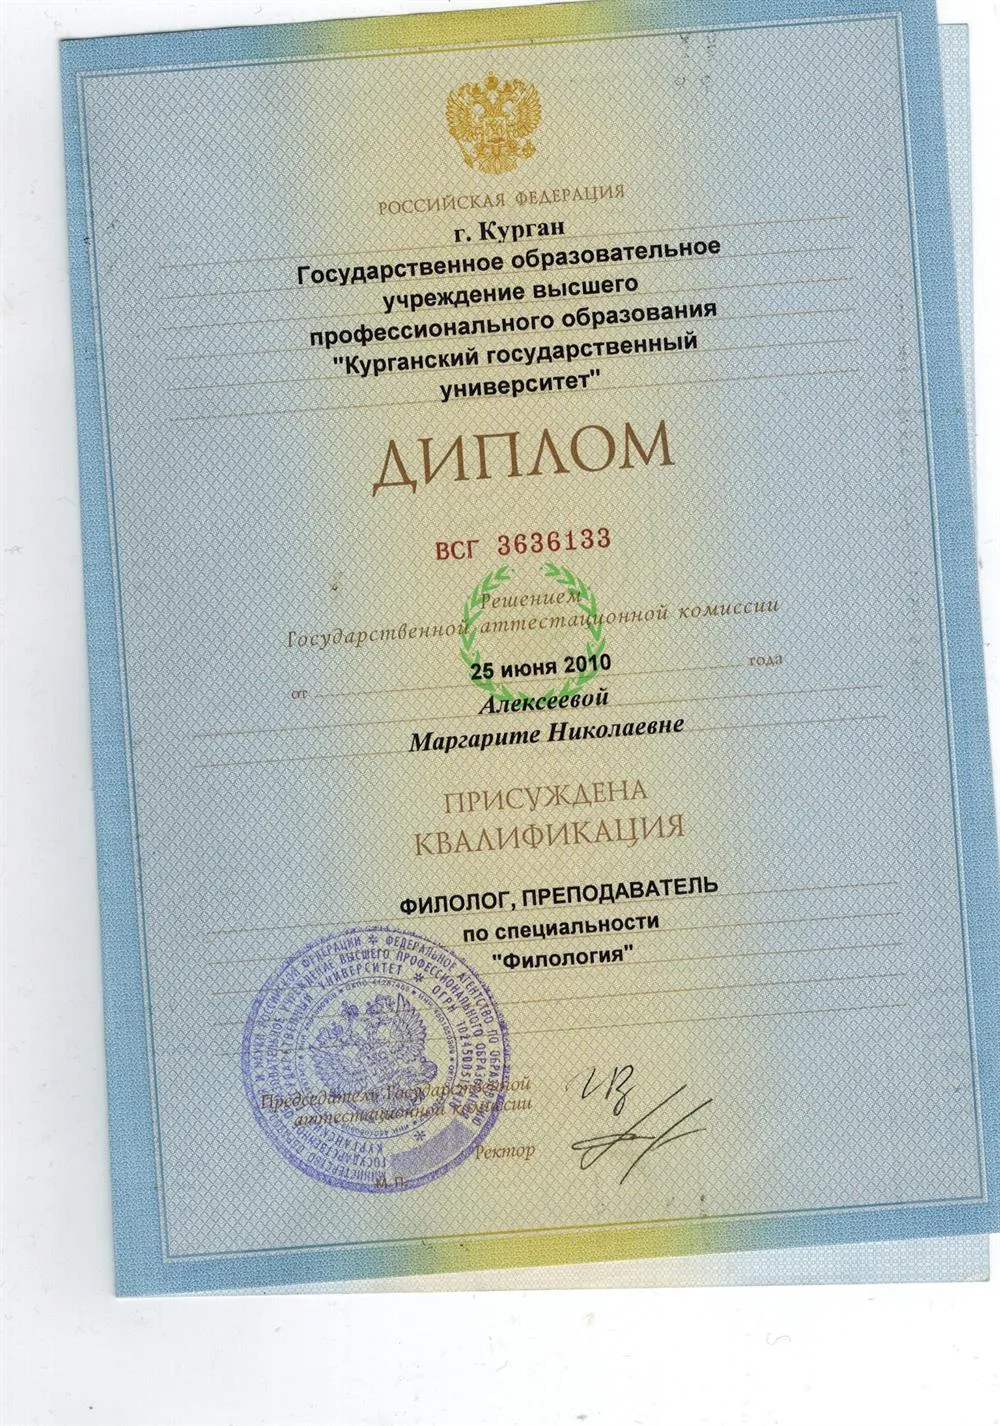 РОССИЙСКАЯ ФЕДЕРАЦИЯ
г. Курган
Государственное образовательное
учреждение высшего
профессионального образования
"Курганский государственный
университет"
ДИПЛОМ
ВСГ 3636133
Решением
Государственной аттестационной комиссии
от 25 июня 2010 года
Алексеевой
Маргарите Николаевне
ПРИСУЖДЕНА
КВАЛИФИКАЦИЯ
ФИЛОЛОГ, ПРЕПОДАВАТЕЛЬ
по специальности
"Филология"
Председатель Государственной
аттестационной комиссии
Ректор
М. П.